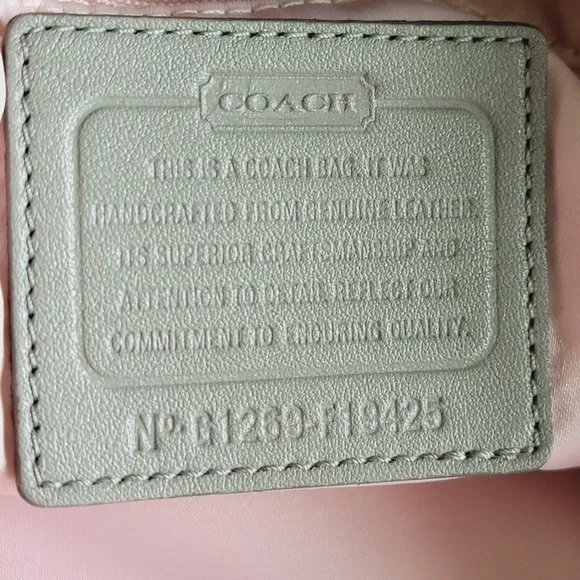 COACH
THIS IS A COACH BAG. IT WAS
HANDCRAFTED FROM GENUINE LEATHER.
ITS SUPERIOR CRAFTSMANSHIP AND
ATTENTION TO DETAIL REFLECT OUR
COMMITMENT TO ENDURING QUALITY.
No G1269-F19425